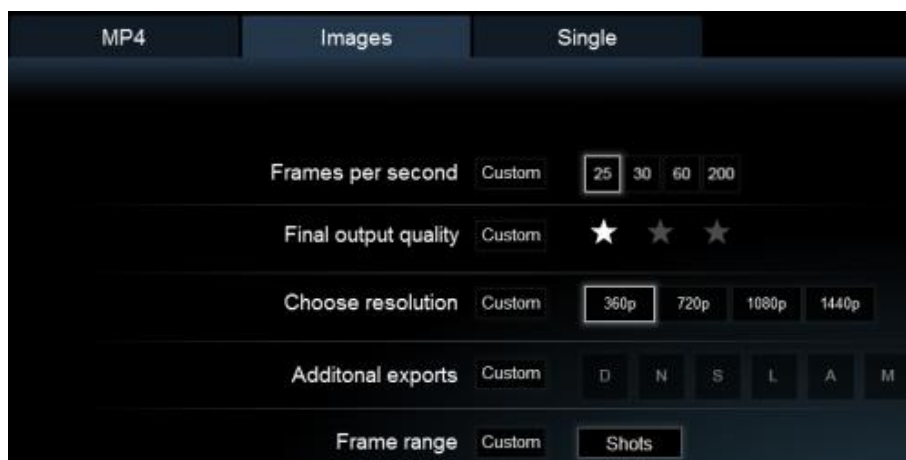 MP4 Images Single
Frames per second Custom 25 30 60 200
Final output quality Custom
Choose resolution Custom 360p 720p 1080p 1440p
Additonal exports Custom D N S L A M
Frame range Custom Shots